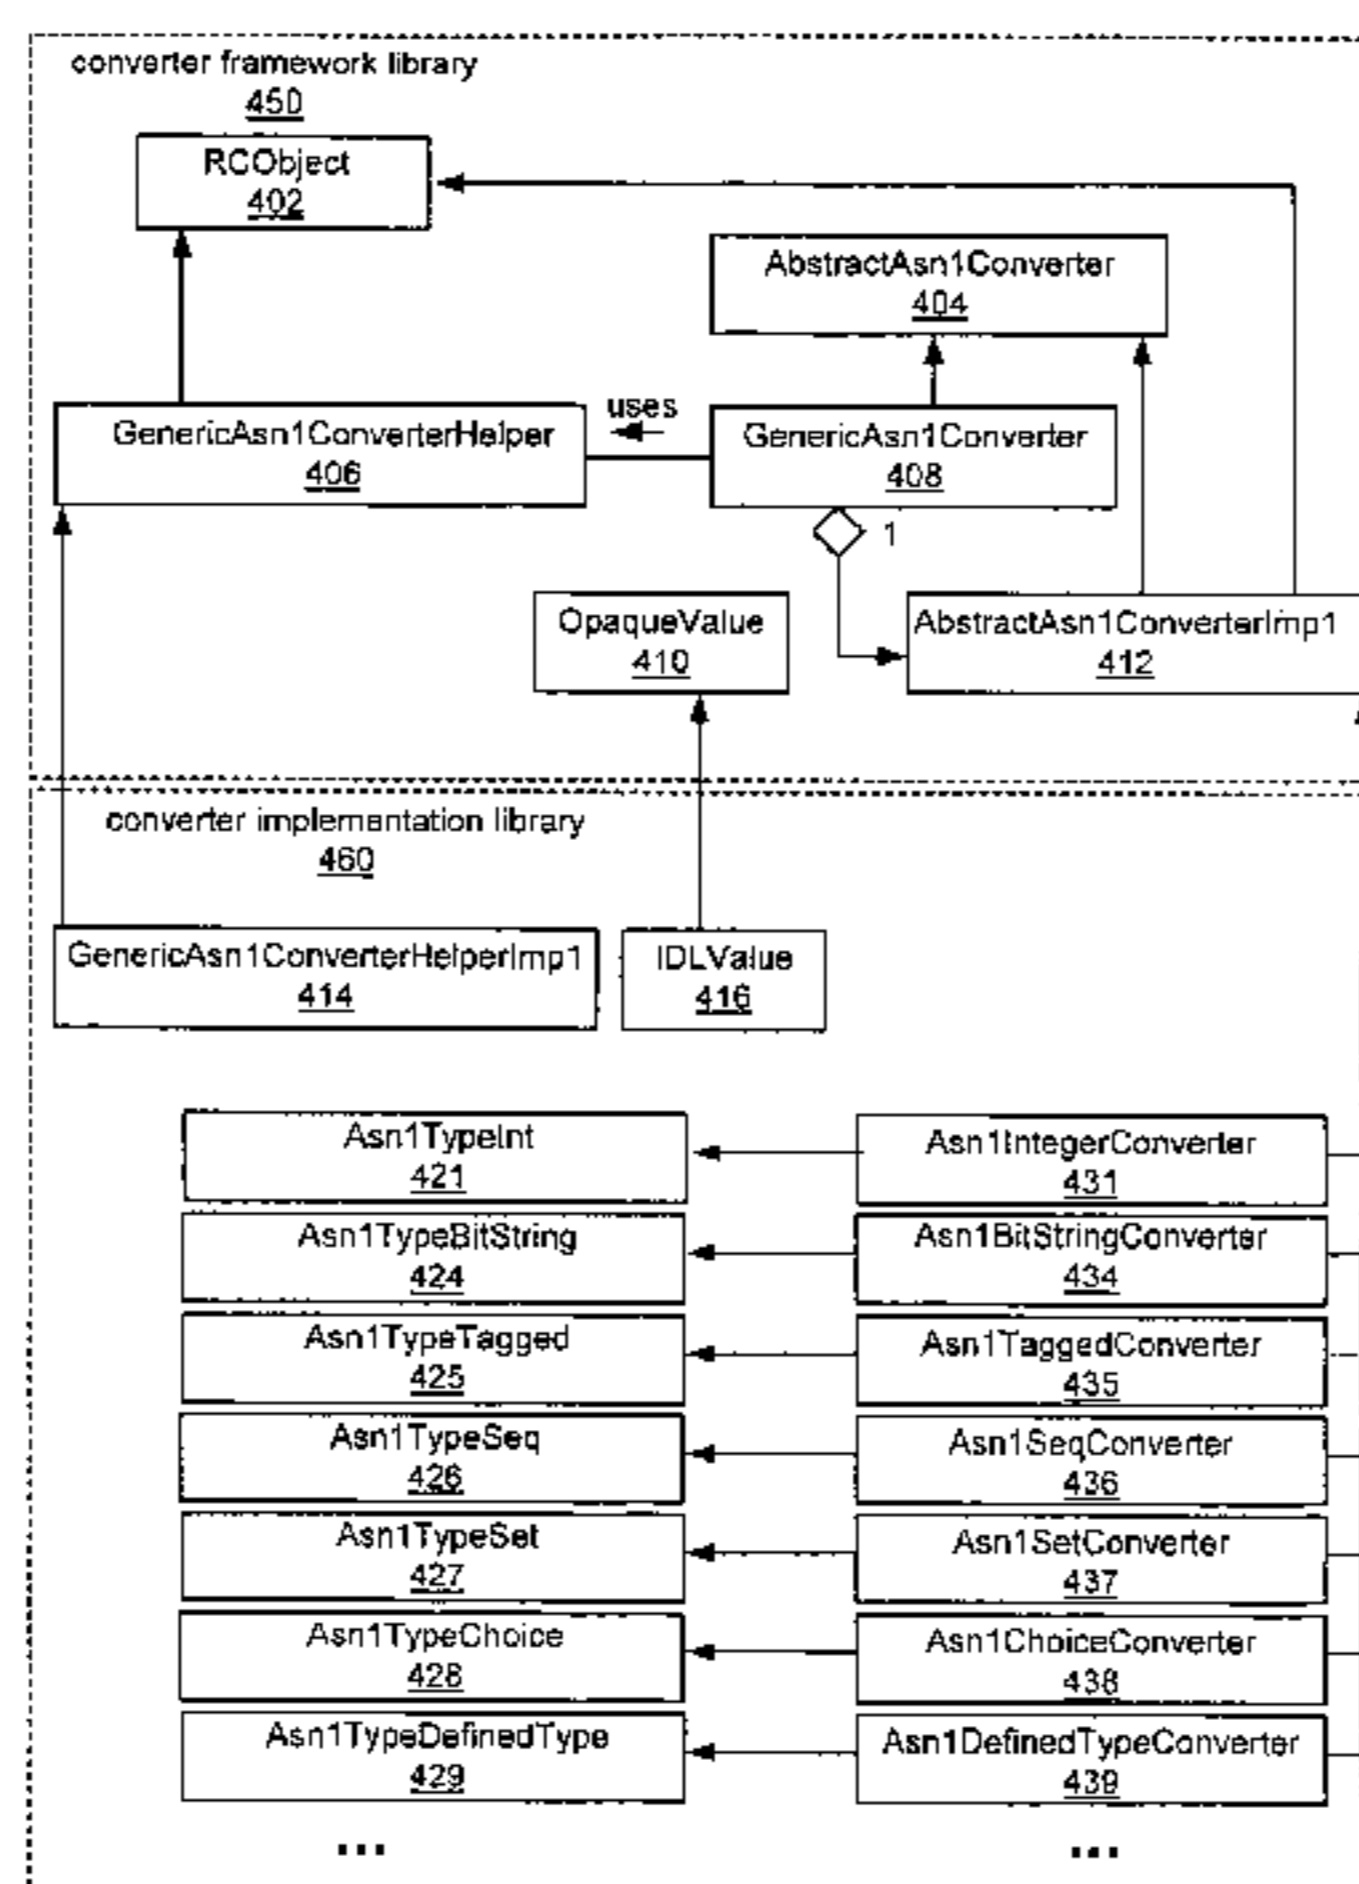 converter framework library
450
RCObject
402
AbstractAsn1Converter
404
uses
GenericAsn1ConverterHelper
406
GenericAsn1Converter
408
1
OpaqueValue
410
AbstractAsn1ConverterImp1
412
converter implementation library
460
GenericAsn1ConverterHelperImp1
414
IDLValue
416
Asn1TypeInt
421
Asn1IntegerConverter
431
Asn1TypeBitString
424
Asn1BitStringConverter
434
Asn1TypeTagged
425
Asn1TaggedConverter
435
Asn1TypeSeq
426
Asn1SeqConverter
436
Asn1TypeSet
427
Asn1SetConverter
437
Asn1TypeChoice
428
Asn1ChoiceConverter
438
Asn1TypeDefinedType
429
Asn1DefinedTypeConverter
439
...
...